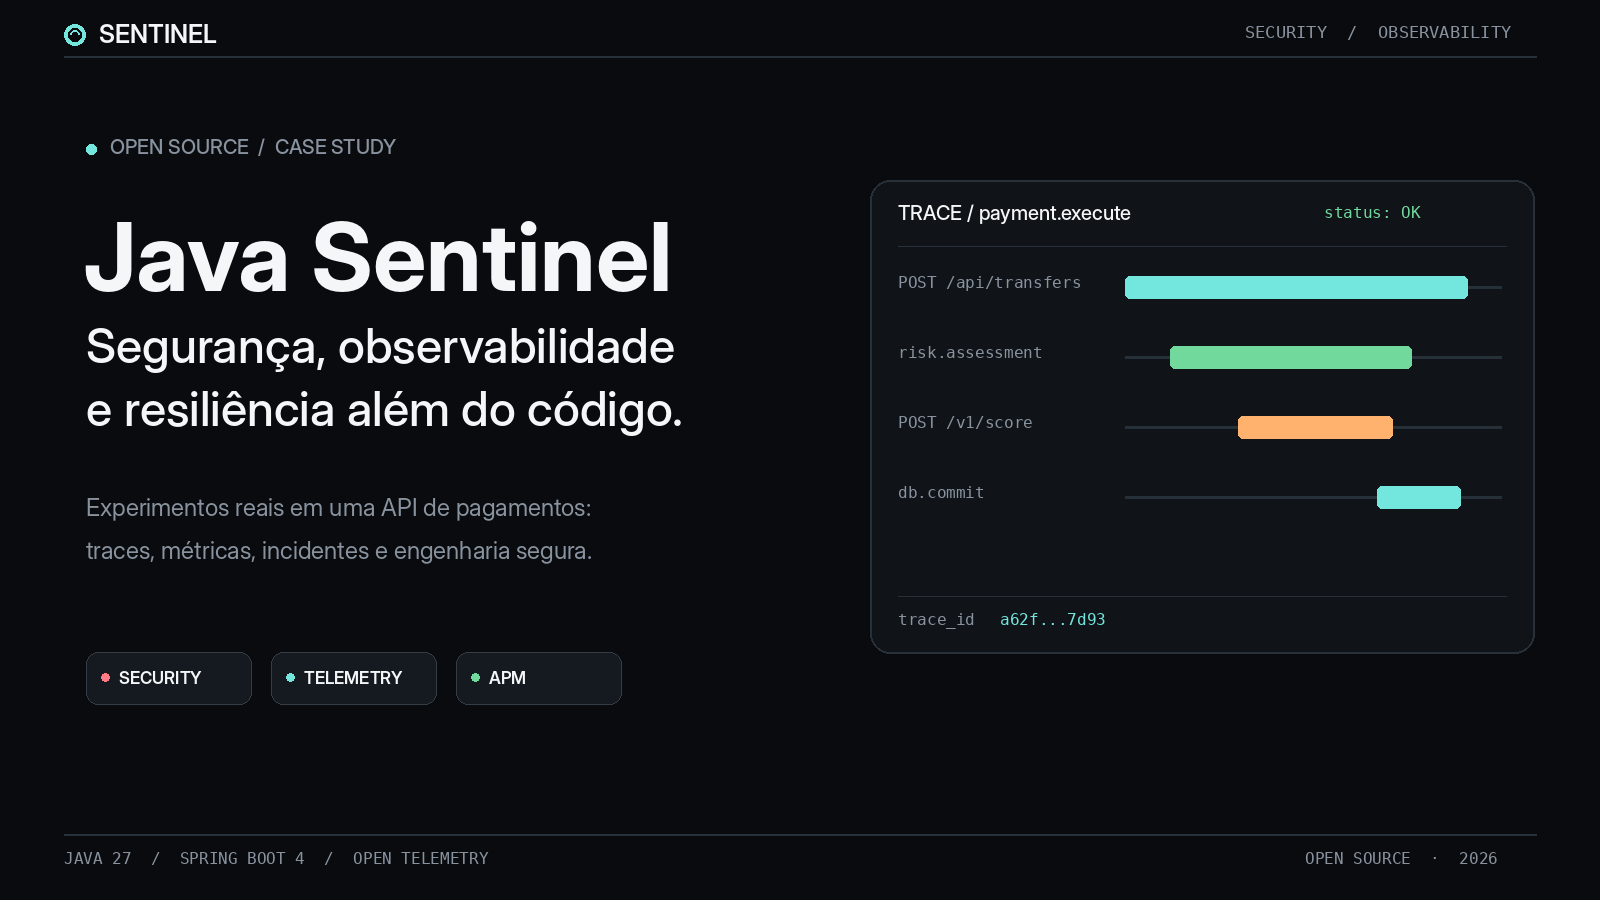 SENTINEL
SECURITY / OBSERVABILITY
OPEN SOURCE / CASE STUDY
Java Sentinel
Segurança, observabilidade
e resiliência além do código.
Experimentos reais em uma API de pagamentos:
traces, métricas, incidentes e engenharia segura.
SECURITY
TELEMETRY
APM
TRACE / payment.execute
status: OK
POST /api/transfers
risk.assessment
POST /v1/score
db.commit
trace_id a62f...7d93
JAVA 27 / SPRING BOOT 4 / OPEN TELEMETRY
OPEN SOURCE · 2026